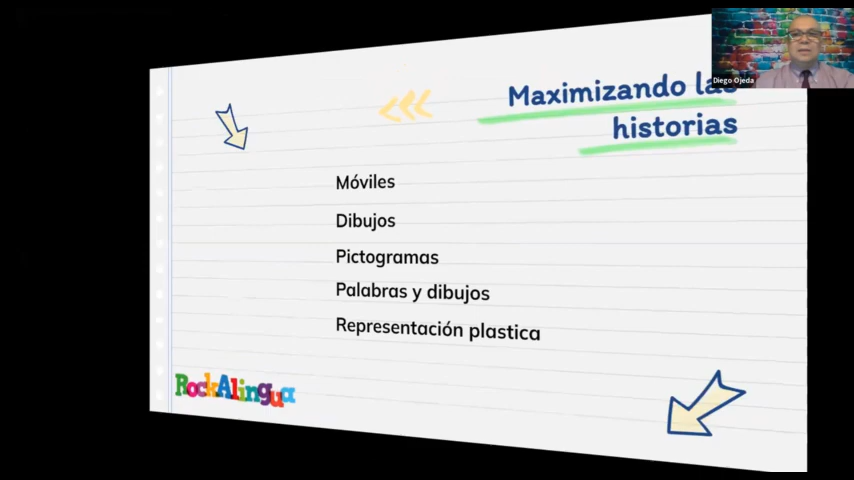 Diego Ojeda
Maximizando las
historias
Móviles
Dibujos
Pictogramas
Palabras y dibujos
Representación plastica
RockALingua